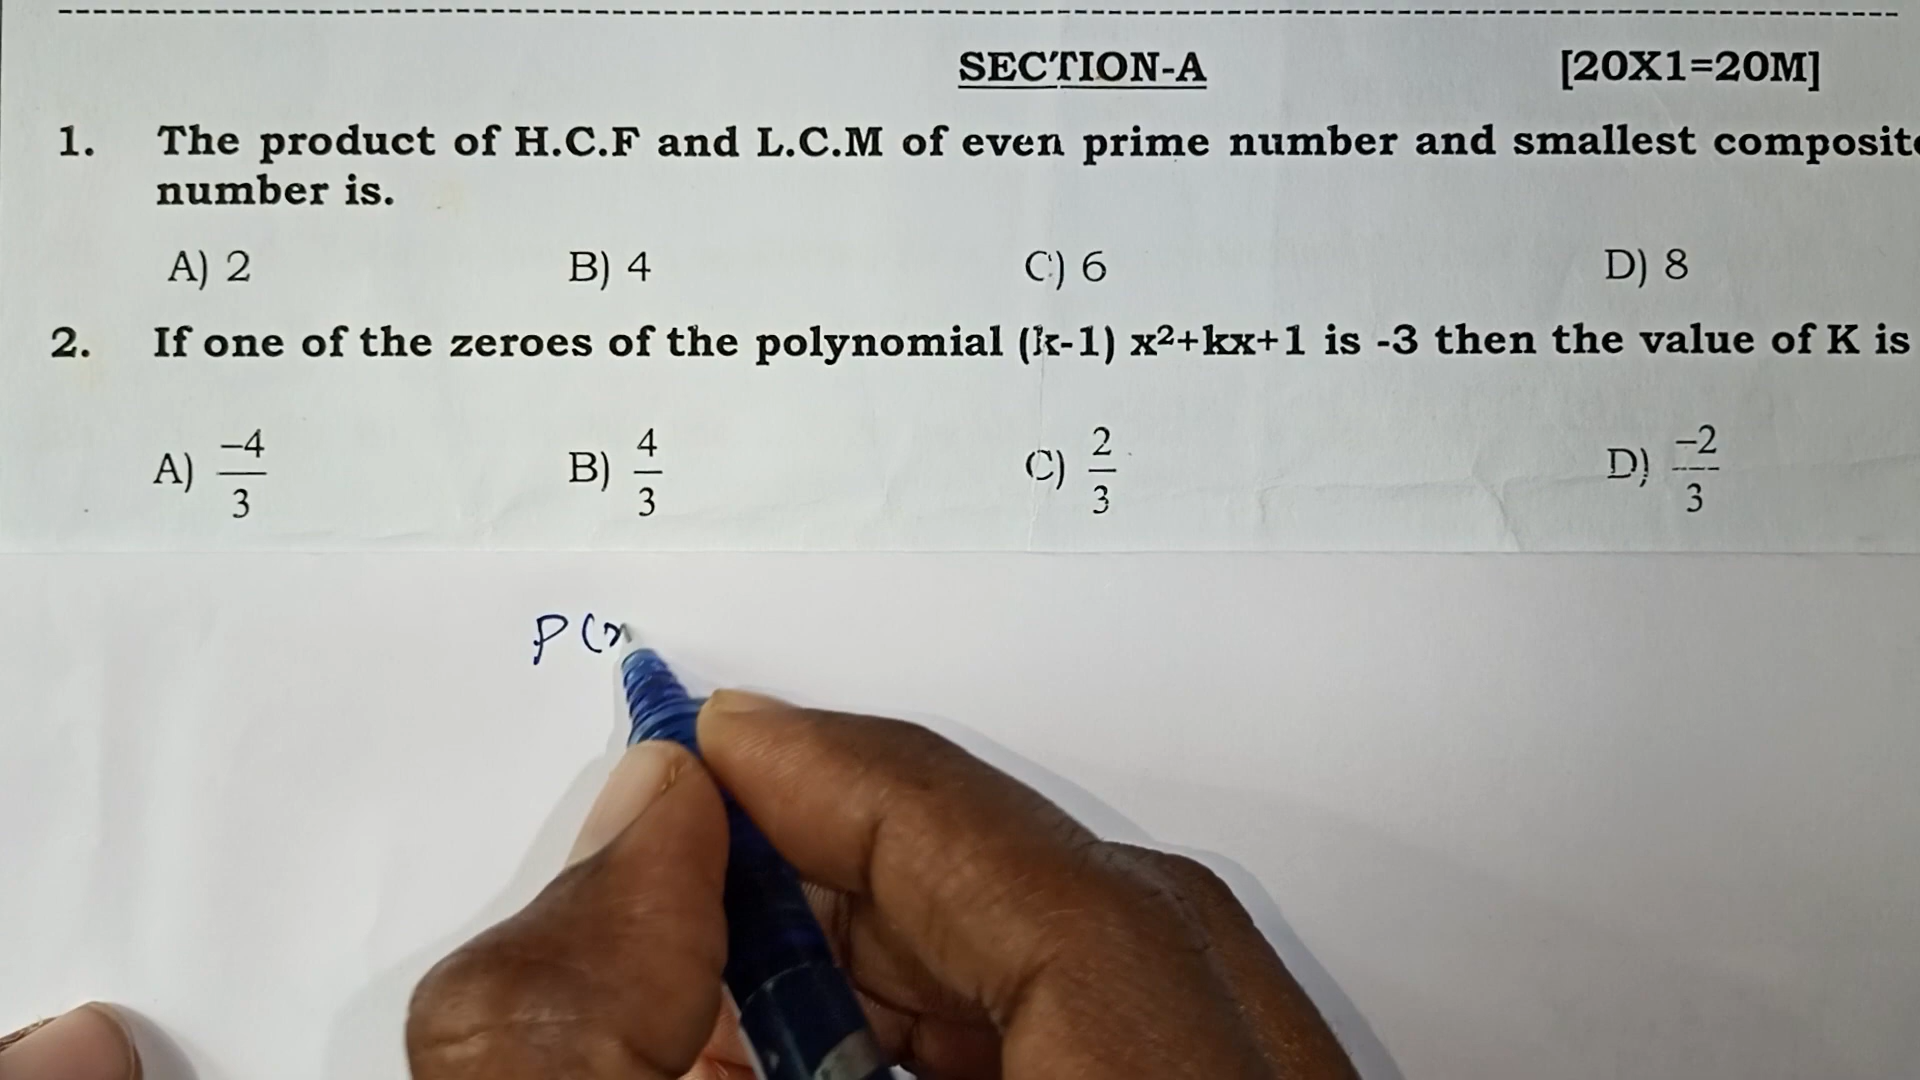 SECTION-A [20X1=20M]
1. The product of H.C.F and L.C.M of even prime number and smallest composite
number is.
A) 2 B) 4 C) 6 D) 8
2. If one of the zeroes of the polynomial (k-1) x²+kx+1 is -3 then the value of K is
A) −4/3 B) 4/3 C) 2/3 D) −2/3
P(x